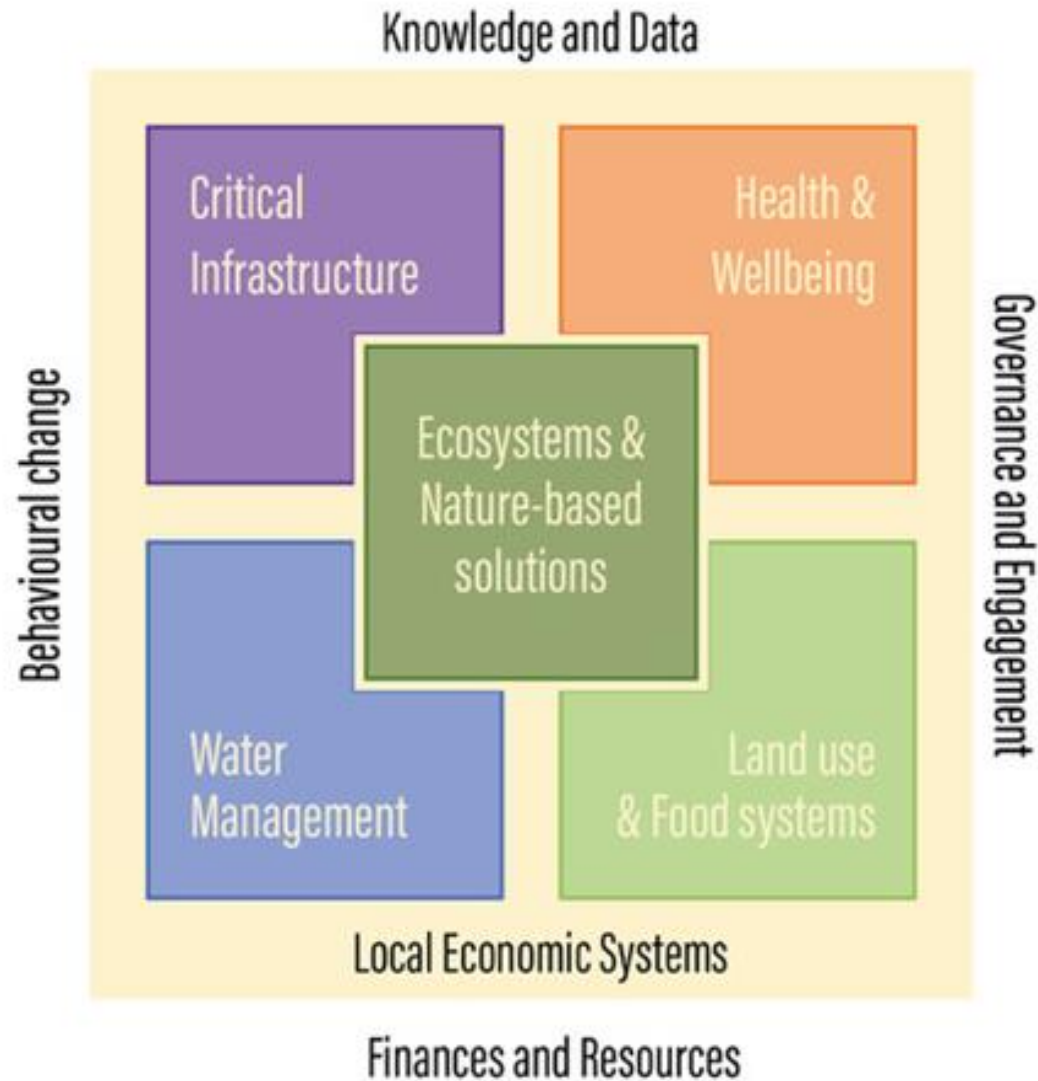 Knowledge and Data
Critical
Infrastructure
Health &
Wellbeing
Behavioural change
Ecosystems &
Nature-based
solutions
Governance and Engagement
Water
Management
Land use
& Food systems
Local Economic Systems
Finances and Resources